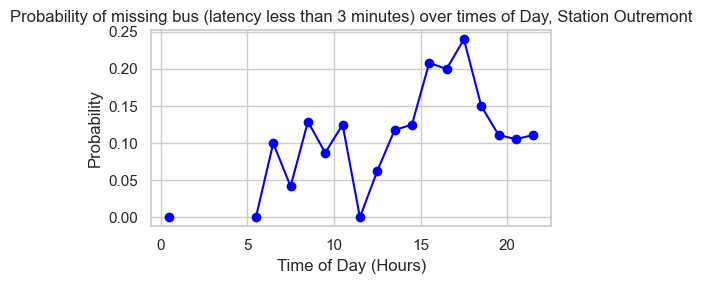 Probability of missing bus (latency less than 3 minutes) over times of Day, Station Outremont
0.25
0.20
0.15
0.10
0.05
0.00
Probability
0 5 10 15 20
Time of Day (Hours)